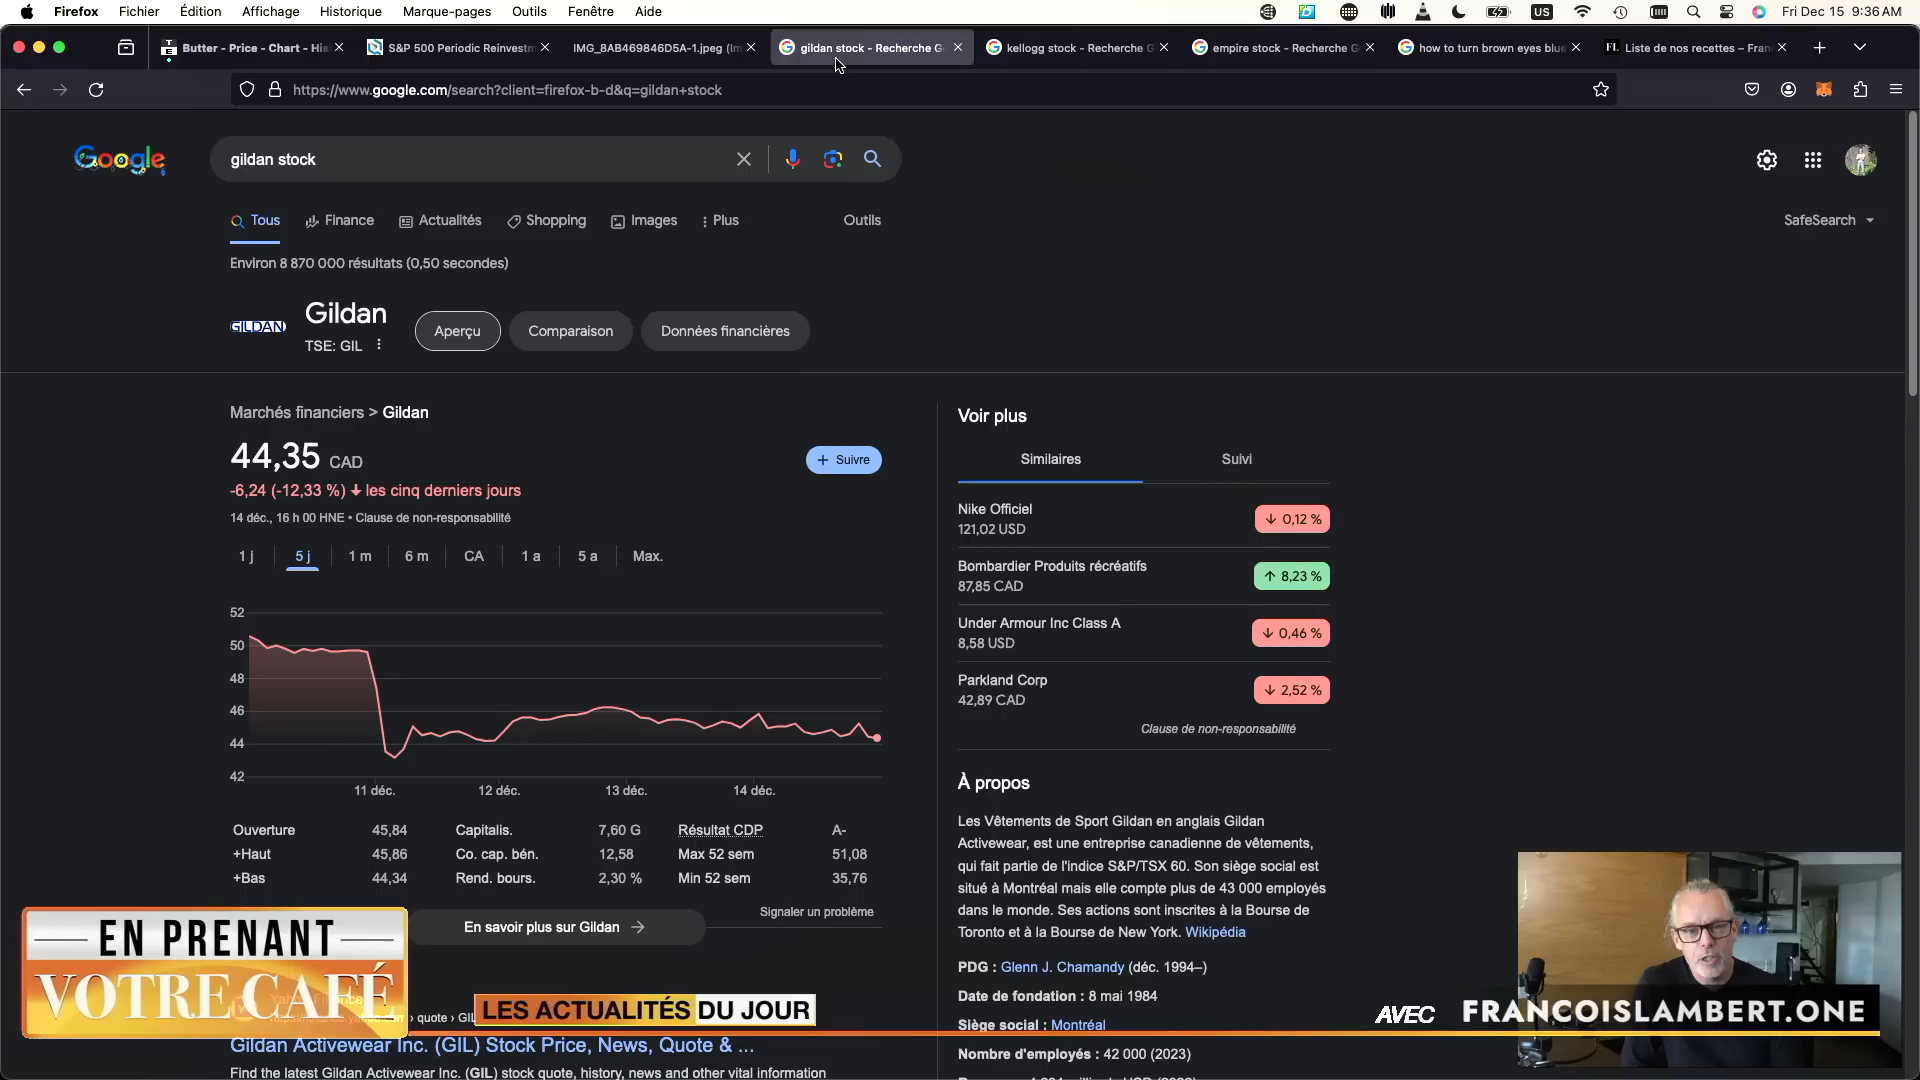 Firefox Fichier Édition Affichage Historique Marque-pages Outils Fenêtre Aide US Fri Dec 15 9:36 AM
Butter - Price - Chart - His S&P 500 Periodic Reinvestm IMG_8AB469846D5A-1.jpeg (Im gildan stock - Recherche G kellogg stock - Recherche G empire stock - Recherche G how to turn brown eyes blue FL Liste de nos recettes – Fran
https://www.google.com/search?client=firefox-b-d&q=gildan+stock
Google gildan stock
Tous Finance Actualités Shopping Images Plus Outils SafeSearch
Environ 8 870 000 résultats (0,50 secondes)
GILDAN Gildan Aperçu Comparaison Données financières
TSE: GIL
Marchés financiers > Gildan
44,35 CAD + Suivre
-6,24 (-12,33 %) ↓ les cinq derniers jours
14 déc., 16 h 00 HNE • Clause de non-responsabilité
1 j 5 j 1 m 6 m CA 1 a 5 a Max.
52
50
48
46
44
42
11 déc. 12 déc. 13 déc. 14 déc.
Ouverture 45,84 Capitalis. 7,60 G Résultat CDP A-
+Haut 45,86 Co. cap. bén. 12,58 Max 52 sem 51,08
+Bas 44,34 Rend. bours. 2,30 % Min 52 sem 35,76
Signaler un problème
En savoir plus sur Gildan →
Voir plus
Similaires Suivi
Nike Officiel
121,02 USD ↓ 0,12 %
Bombardier Produits récréatifs
87,85 CAD ↑ 8,23 %
Under Armour Inc Class A
8,58 USD ↓ 0,46 %
Parkland Corp
42,89 CAD ↓ 2,52 %
Clause de non-responsabilité
À propos
Les Vêtements de Sport Gildan en anglais Gildan
Activewear, est une entreprise canadienne de vêtements,
qui fait partie de l'indice S&P/TSX 60. Son siège social est
situé à Montréal mais elle compte plus de 43 000 employés
dans le monde. Ses actions sont inscrites à la Bourse de
Toronto et à la Bourse de New York. Wikipédia
PDG : Glenn J. Chamandy (déc. 1994–)
Date de fondation : 8 mai 1984
Siège social : Montréal
Nombre d'employés : 42 000 (2023)
EN PRENANT
VOTRE CAFÉ
LES ACTUALITÉS DU JOUR
› quote › GIL
Gildan Activewear Inc. (GIL) Stock Price, News, Quote & ...
Find the latest Gildan Activewear Inc. (GIL) stock quote, history, news and other vital information
AVEC FRANCOISLAMBERT.ONE